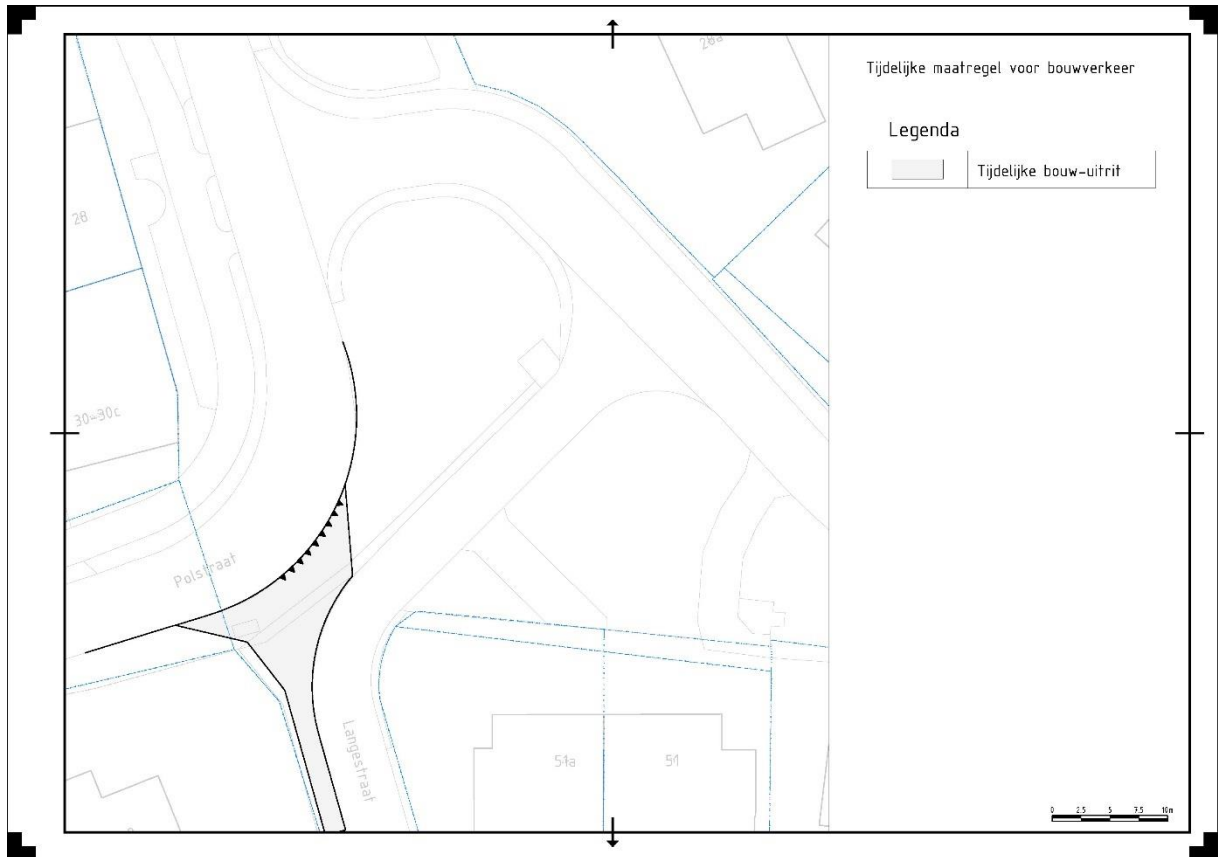 28a
Tijdelijke maatregel voor bouwverkeer
Legenda
Tijdelijke bouw-uitrit
28
30-30c
Polstraat
Langestraat
51a
51
0 2.5 5 7.5 10m